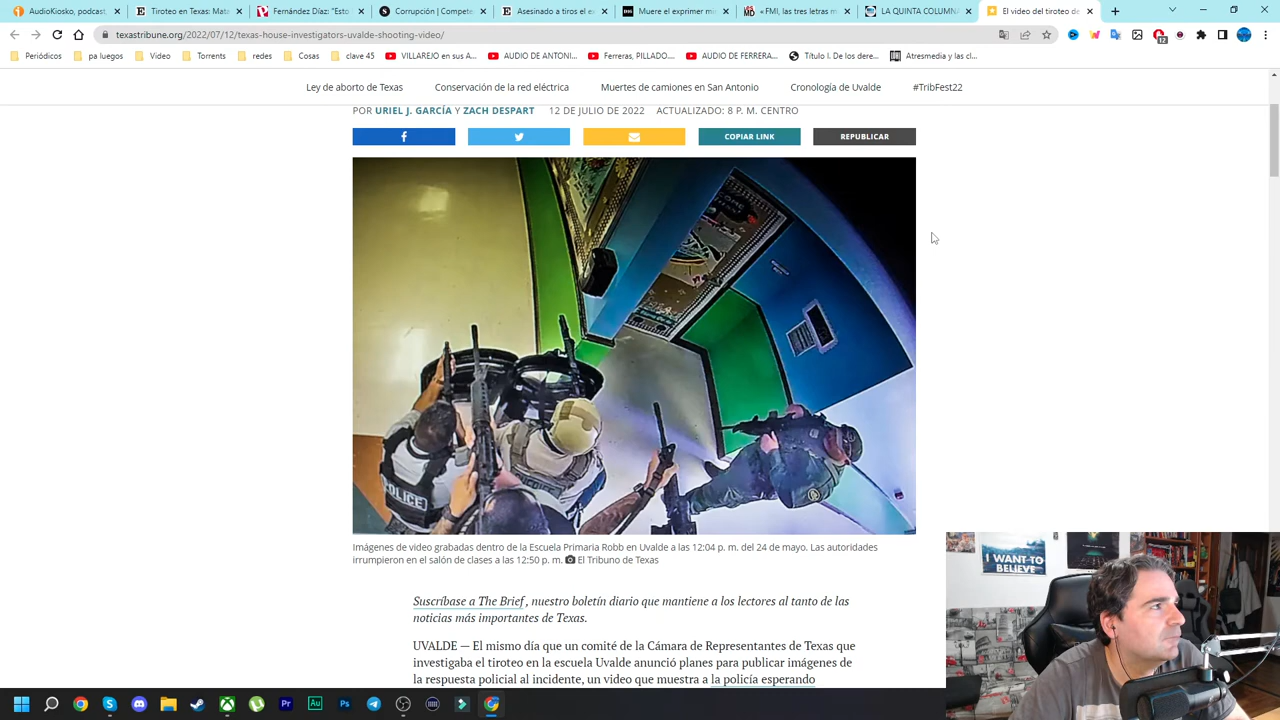 AudioKiosko, podcast.
Tiroteo en Texas: Mata
Fernández Díaz: "Esto
Corrupción | Compete
Asesinado a tiros el e
Muere el exprimer mi
« FMI, las tres letras m
LA QUINTA COLUMNA
El video del tiroteo de
texastribune.org/2022/07/12/texas-house-investigators-uvalde-shooting-video/
12
Periódicos
pa luegos
Vídeo
Torrents
redes
Cosas
clave 45
VILLAREJO en sus A...
AUDIO DE ANTONI...
Ferreras, PILLADO....
AUDIO DE FERRERA...
Título I. De los dere...
Atresmedia y las cl...
Ley de aborto de Texas
Conservación de la red eléctrica
Muertes de camiones en San Antonio
Cronología de Uvalde
#TribFest22
POR URIEL J. GARCÍA Y ZACH DESPART 12 DE JULIO DE 2022 ACTUALIZADO: 8 P. M. CENTRO
COPIAR LINK
REPUBLICAR
POLICE
Imágenes de video grabadas dentro de la Escuela Primaria Robb en Uvalde a las 12:04 p. m. del 24 de mayo. Las autoridades
irrumpieron en el salón de clases a las 12:50 p. m. El Tribuno de Texas
Suscríbase a The Brief , nuestro boletín diario que mantiene a los lectores al tanto de las
noticias más importantes de Texas.
UVALDE — El mismo día que un comité de la Cámara de Representantes de Texas que
investigaba el tiroteo en la escuela Uvalde anunció planes para publicar imágenes de
la respuesta policial al incidente, un video que muestra a la policía esperando
I WANT TO
BELIEVE